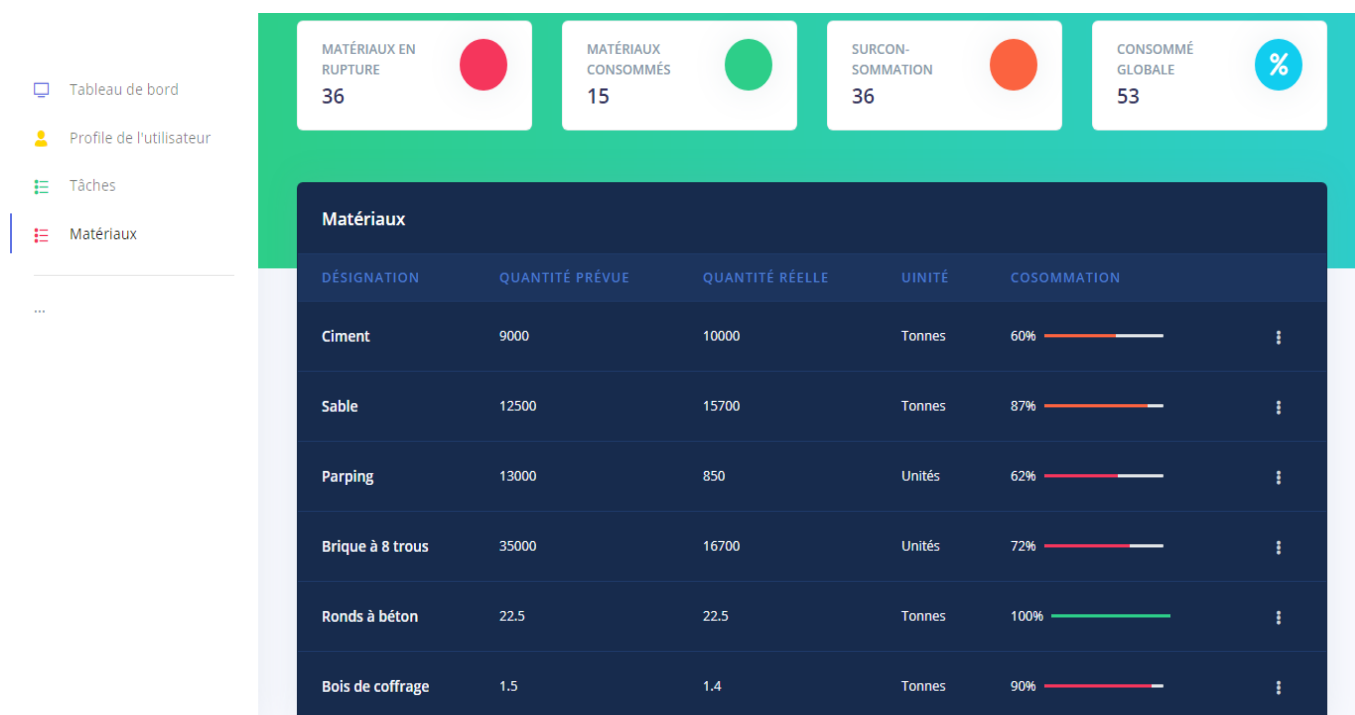 Tableau de bord
Profile de l'utilisateur
Tâches
Matériaux
...
MATÉRIAUX EN
RUPTURE
36
MATÉRIAUX
CONSOMMÉS
15
SURCON-
SOMMATION
36
CONSOMMÉ
GLOBALE
53
%
Matériaux
DÉSIGNATION QUANTITÉ PRÉVUE QUANTITÉ RÉELLE UINITÉ COSOMMATION
Ciment 9000 10000 Tonnes 60%
Sable 12500 15700 Tonnes 87%
Parping 13000 850 Unités 62%
Brique à 8 trous 35000 16700 Unités 72%
Ronds à béton 22.5 22.5 Tonnes 100%
Bois de coffrage 1.5 1.4 Tonnes 90%